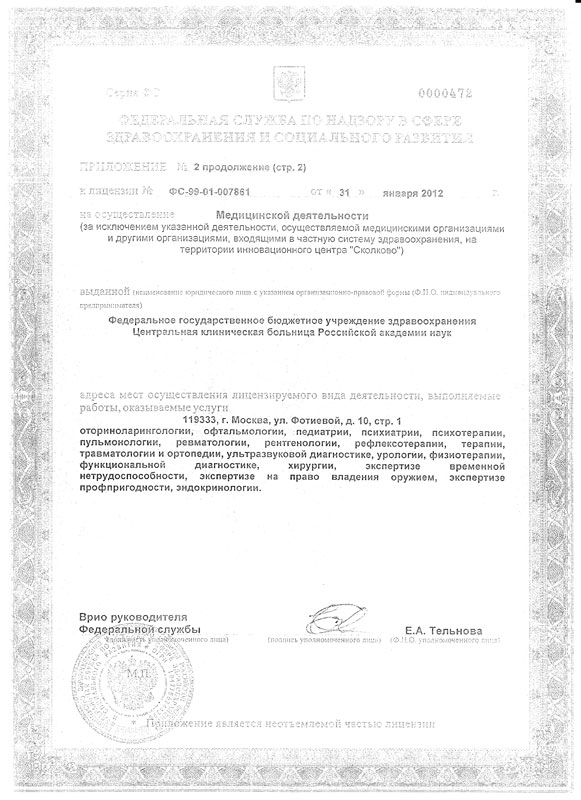 Серия ФС 0000472
ФЕДЕРАЛЬНАЯ СЛУЖБА ПО НАДЗОРУ В СФЕРЕ
ЗДРАВООХРАНЕНИЯ И СОЦИАЛЬНОГО РАЗВИТИЯ
ПРИЛОЖЕНИЕ № 2 продолжение (стр. 2)
к лицензии № ФС-99-01-007861 от « 31 » января 2012 г.
на осуществление Медицинской деятельности
(за исключением указанной деятельности, осуществляемой медицинскими организациями
и другими организациями, входящими в частную систему здравоохранения, на
территории инновационного центра "Сколково")
выданной (наименование юридического лица с указанием организационно-правовой формы (Ф.И.О. индивидуального
предпринимателя)
Федеральное государственное бюджетное учреждение здравоохранения
Центральная клиническая больница Российской академии наук
адреса мест осуществления лицензируемого вида деятельности, выполняемые
работы, оказываемые услуги
119333, г. Москва, ул. Фотиевой, д. 10, стр. 1
оториноларингологии, офтальмологии, педиатрии, психиатрии, психотерапии,
пульмонологии, ревматологии, рентгенологии, рефлексотерапии, терапии,
травматологии и ортопедии, ультразвуковой диагностике, урологии, физиотерапии,
функциональной диагностике, хирургии, экспертизе временной
нетрудоспособности, экспертизе на право владения оружием, экспертизе
профпригодности, эндокринологии.
Врио руководителя
Федеральной службы Е.А. Тельнова
(должность уполномоченного лица) (подпись уполномоченного лица) (Ф.И.О. уполномоченного лица)
М.П.
Приложение является неотъемлемой частью лицензии